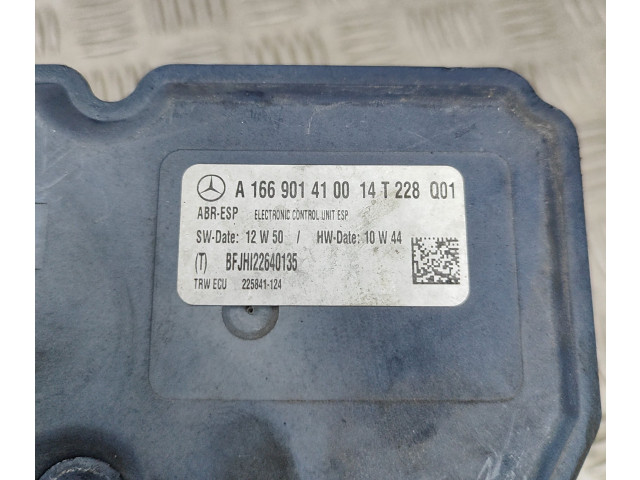 A 166 901 41 00 14 T 228 Q01
ABR-ESP ELECTRONIC CONTROL UNIT ESP
SW-Date: 12 W 50 / HW-Date: 10 W 44
(T) BFJHI22640135
TRW ECU 225841-124